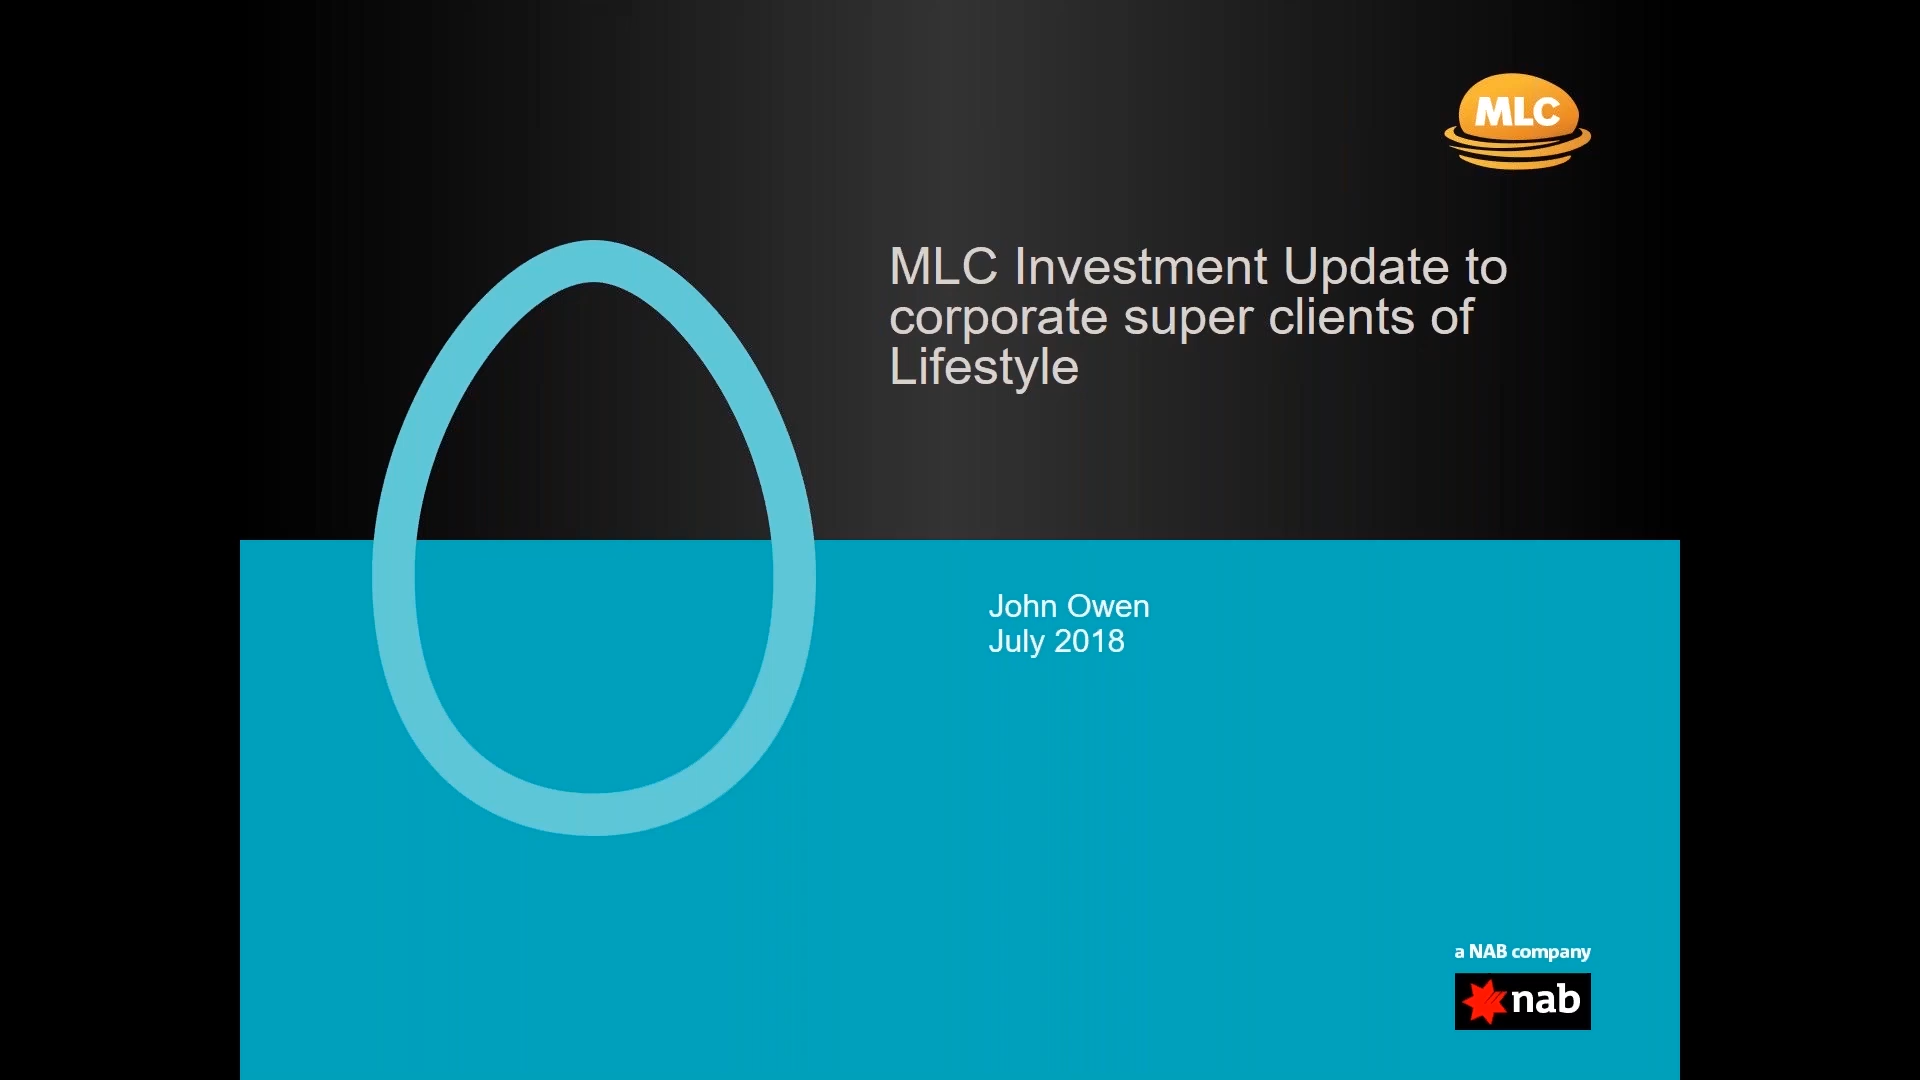 MLC
MLC Investment Update to
corporate super clients of
Lifestyle
John Owen
July 2018
a NAB company
nab